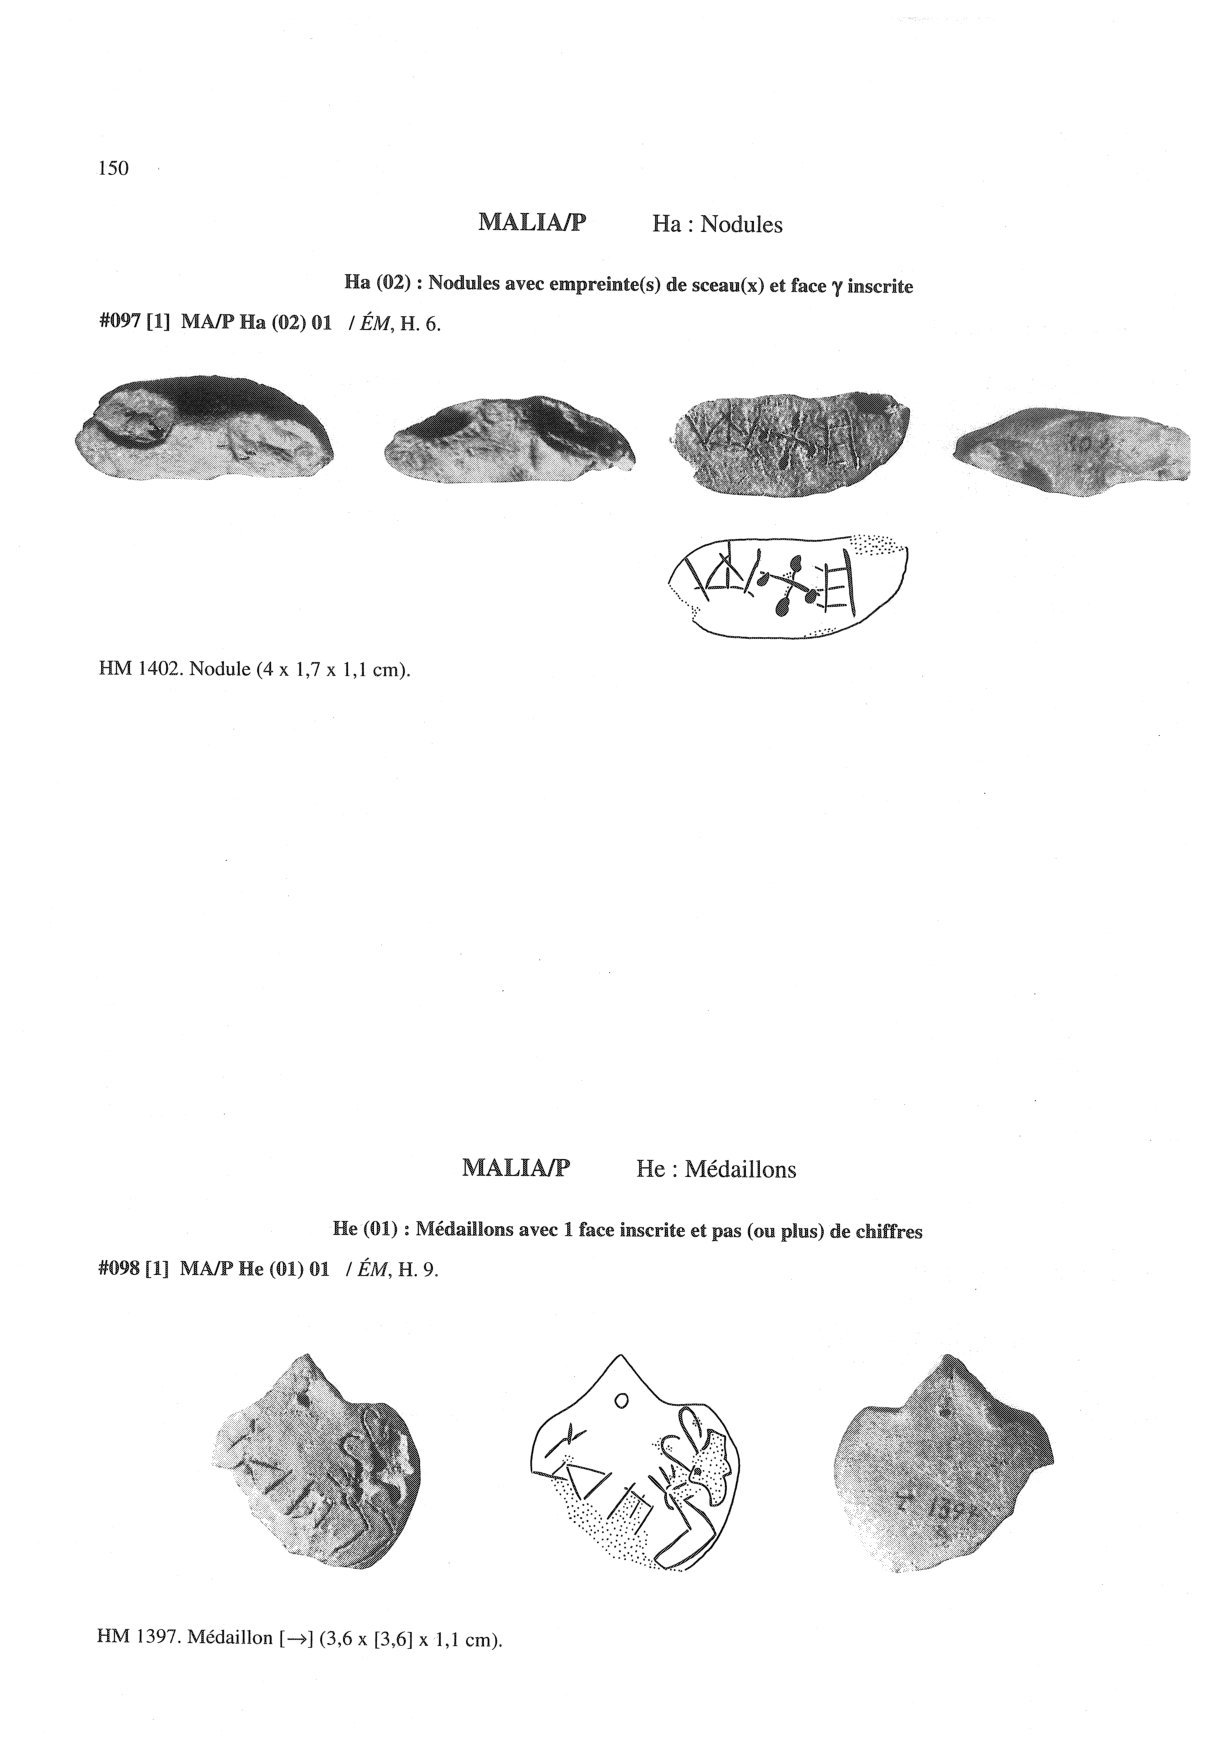 150
MALIA/P Ha : Nodules
Ha (02) : Nodules avec empreinte(s) de sceau(x) et face γ inscrite
#097 [1] MA/P Ha (02) 01 / ÉM, H. 6.
HM 1402. Nodule (4 x 1,7 x 1,1 cm).
MALIA/P He : Médaillons
He (01) : Médaillons avec 1 face inscrite et pas (ou plus) de chiffres
#098 [1] MA/P He (01) 01 / ÉM, H. 9.
1397
HM 1397. Médaillon [→] (3,6 x [3,6] x 1,1 cm).